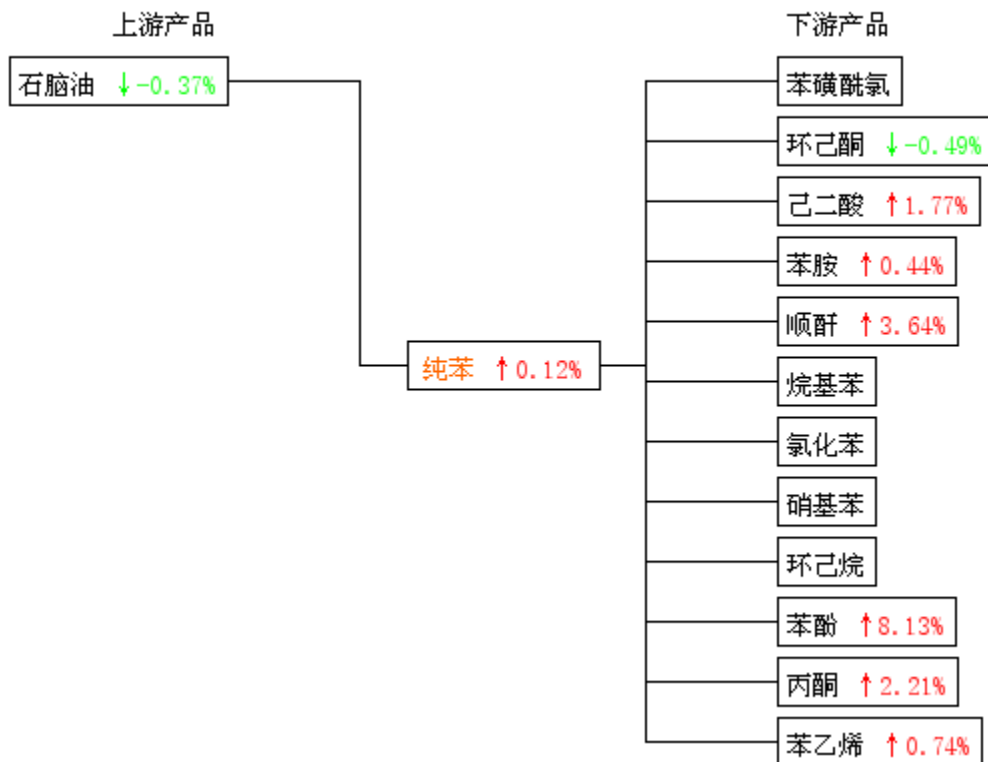 上游产品
下游产品
石脑油 ↓-0.37%
纯苯 ↑0.12%
苯磺酰氯
环己酮 ↓-0.49%
己二酸 ↑1.77%
苯胺 ↑0.44%
顺酐 ↑3.64%
烷基苯
氯化苯
硝基苯
环己烷
苯酚 ↑8.13%
丙酮 ↑2.21%
苯乙烯 ↑0.74%